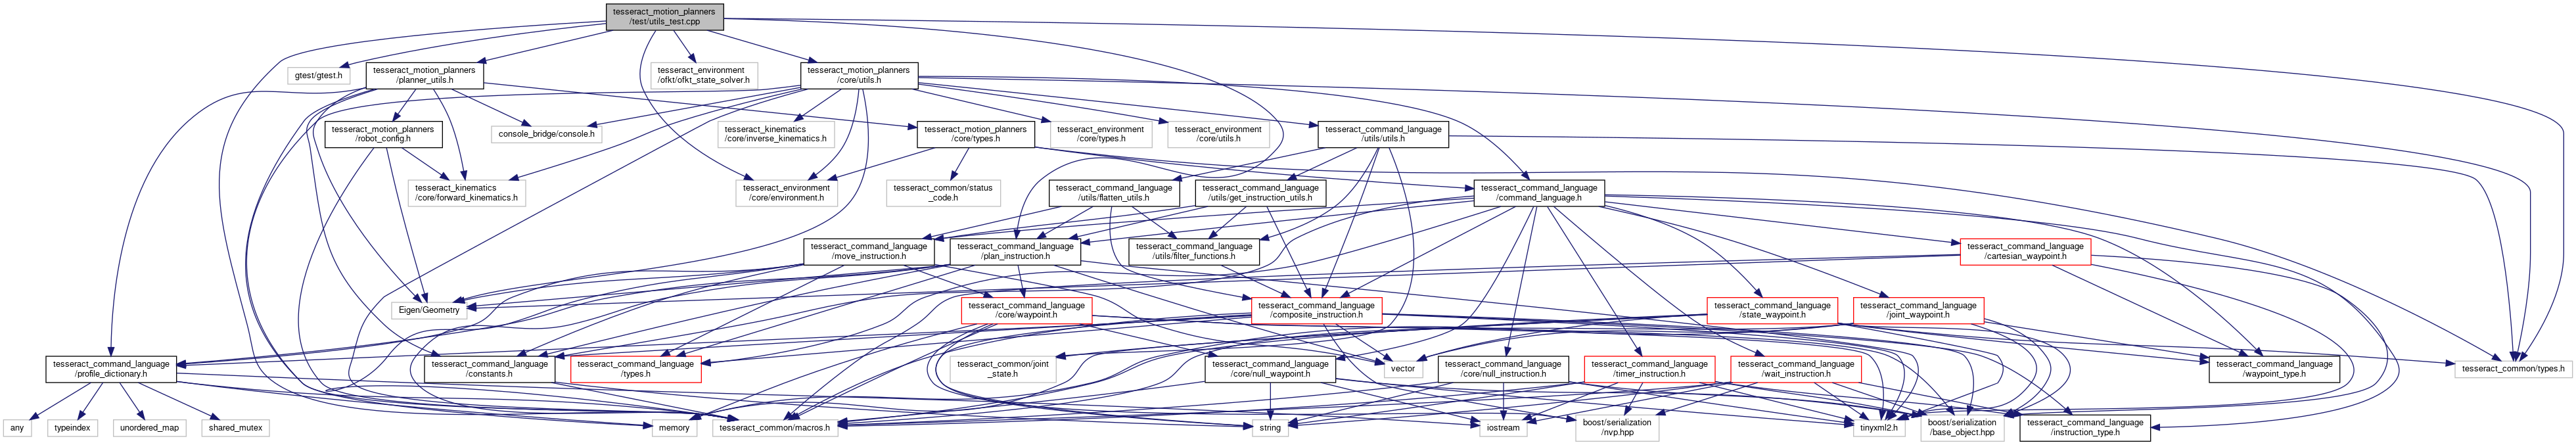 tesseract_motion_planners
/test/utils_test.cpp
gtest/gtest.h
tesseract_motion_planners
/planner_utils.h
tesseract_environment
/ofkt/ofkt_state_solver.h
tesseract_motion_planners
/core/utils.h
tesseract_motion_planners
/robot_config.h
console_bridge/console.h
tesseract_kinematics
/core/inverse_kinematics.h
tesseract_motion_planners
/core/types.h
tesseract_environment
/core/types.h
tesseract_environment
/core/utils.h
tesseract_command_language
/utils/utils.h
tesseract_kinematics
/core/forward_kinematics.h
tesseract_environment
/core/environment.h
tesseract_common/status
_code.h
tesseract_command_language
/utils/flatten_utils.h
tesseract_command_language
/utils/get_instruction_utils.h
tesseract_command_language
/command_language.h
tesseract_command_language
/move_instruction.h
tesseract_command_language
/plan_instruction.h
tesseract_command_language
/utils/filter_functions.h
tesseract_command_language
/cartesian_waypoint.h
Eigen/Geometry
tesseract_command_language
/core/waypoint.h
tesseract_command_language
/composite_instruction.h
tesseract_command_language
/state_waypoint.h
tesseract_command_language
/joint_waypoint.h
tesseract_command_language
/profile_dictionary.h
tesseract_command_language
/constants.h
tesseract_command_language
/types.h
tesseract_common/joint
_state.h
tesseract_command_language
/core/null_waypoint.h
vector
tesseract_command_language
/core/null_instruction.h
tesseract_command_language
/timer_instruction.h
tesseract_command_language
/wait_instruction.h
tesseract_command_language
/waypoint_type.h
tesseract_common/types.h
any
typeindex
unordered_map
shared_mutex
memory
tesseract_common/macros.h
string
iostream
boost/serialization
/nvp.hpp
tinyxml2.h
boost/serialization
/base_object.hpp
tesseract_command_language
/instruction_type.h